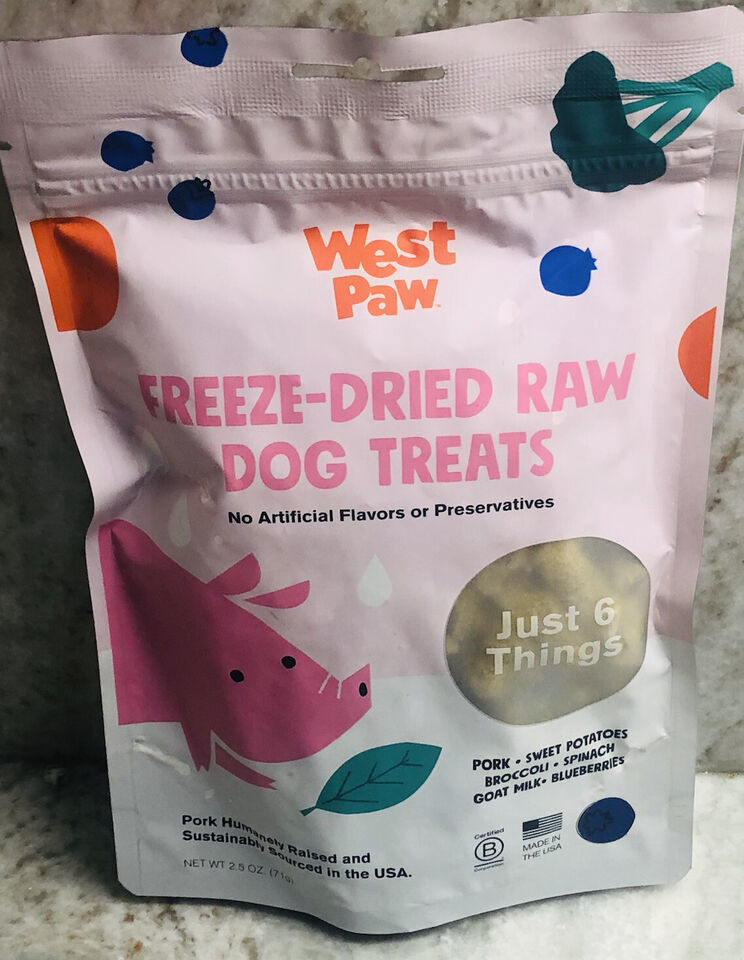 West
Paw™
FREEZE-DRIED RAW
DOG TREATS
No Artificial Flavors or Preservatives
Just 6
Things
PORK • SWEET POTATOES
BROCCOLI • SPINACH
GOAT MILK • BLUEBERRIES
Pork Humanely Raised and
Sustainably Sourced in the USA.
NET WT 2.5 OZ. (71g)
Certified
B
Corporation
MADE IN
THE USA